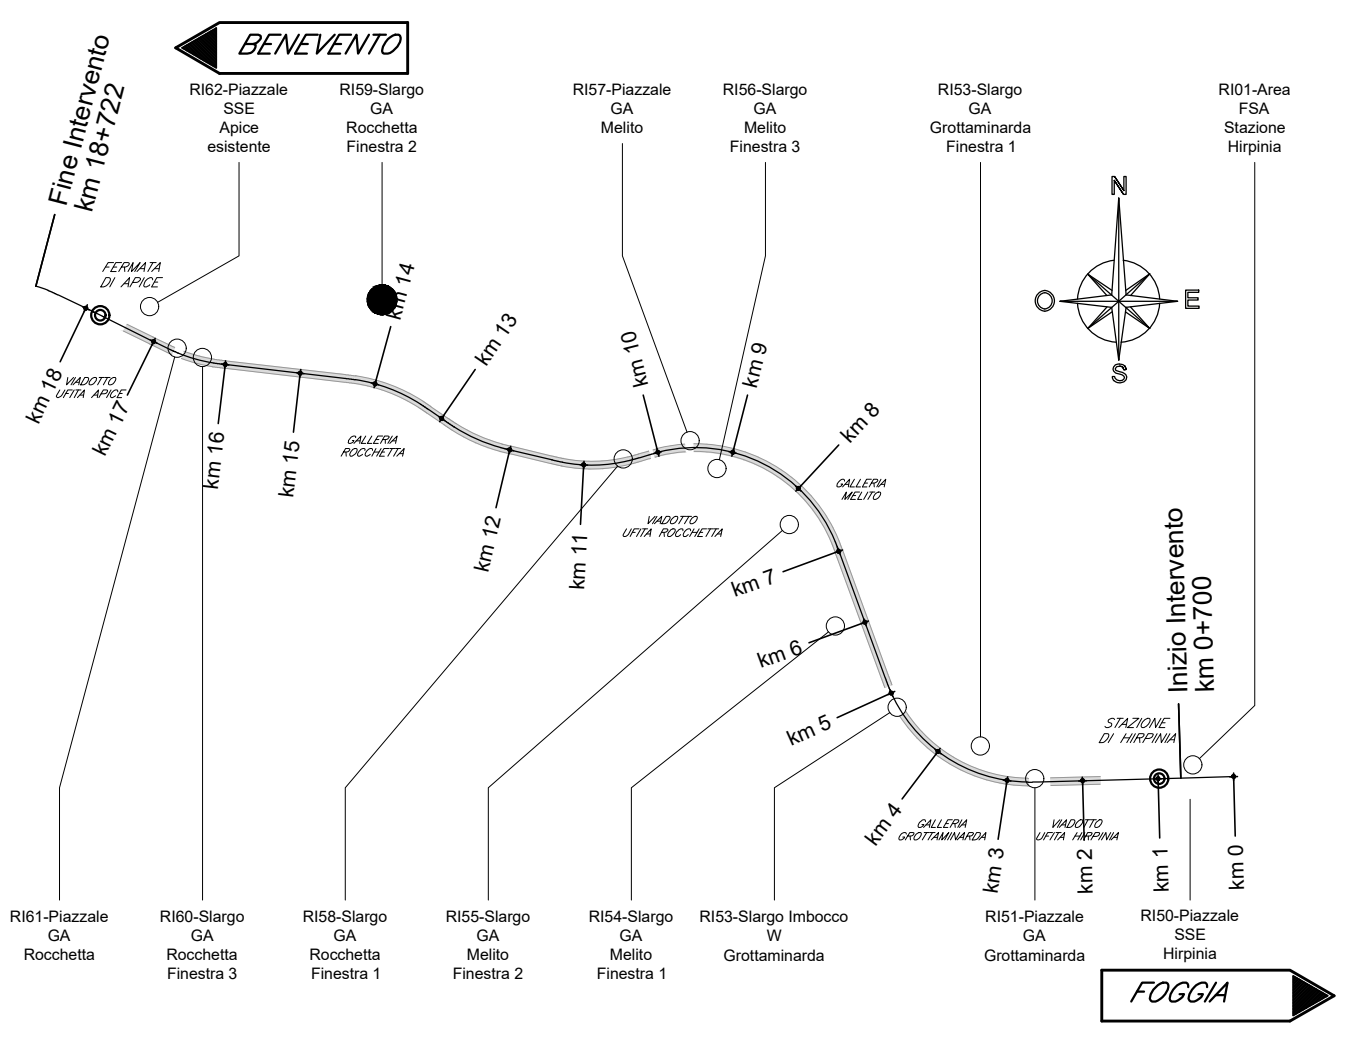 BENEVENTO
Fine Intervento
km 18+722
RI62-Piazzale
SSE
Apice
esistente
RI59-Slargo
GA
Rocchetta
Finestra 2
RI57-Piazzale
GA
Melito
RI56-Slargo
GA
Melito
Finestra 3
RI53-Slargo
GA
Grottaminarda
Finestra 1
RI01-Area
FSA
Stazione
Hirpinia
N
O
E
S
FERMATA
DI APICE
km 18
VIADOTTO
UFITA APICE
km 17
km 16
km 15
GALLERIA
ROCCHETTA
km 14
km 13
km 12
km 11
km 10
VIADOTTO
UFITA ROCCHETTA
km 9
km 8
GALLERIA
MELITO
km 7
km 6
km 5
km 4
GALLERIA
GROTTAMINARDA
km 3
VIADOTTO
UFITA HIRPINIA
km 2
STAZIONE
DI HIRPINIA
Inizio Intervento
km 0+700
km 1
km 0
RI61-Piazzale
GA
Rocchetta
RI60-Slargo
GA
Rocchetta
Finestra 3
RI58-Slargo
GA
Rocchetta
Finestra 1
RI55-Slargo
GA
Melito
Finestra 2
RI54-Slargo
GA
Melito
Finestra 1
RI53-Slargo Imbocco
W
Grottaminarda
RI51-Piazzale
GA
Grottaminarda
RI50-Piazzale
SSE
Hirpinia
FOGGIA